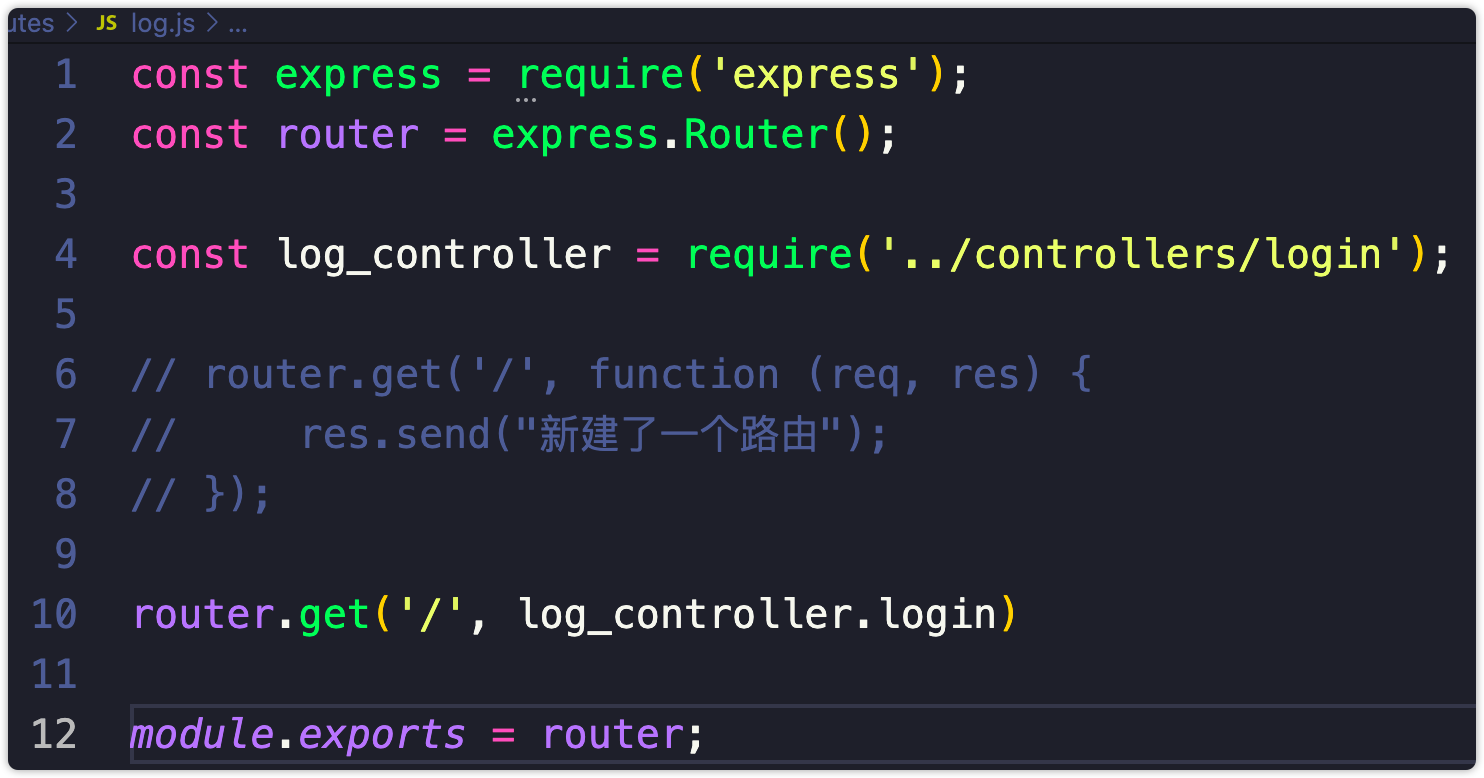 utes > JS log.js > ...
1 const express = require('express');
2 const router = express.Router();
3
4 const log_controller = require('../controllers/login');
5
6 // router.get('/', function (req, res) {
7 //     res.send("新建了一个路由");
8 // });
9
10 router.get('/', log_controller.login)
11
12 module.exports = router;